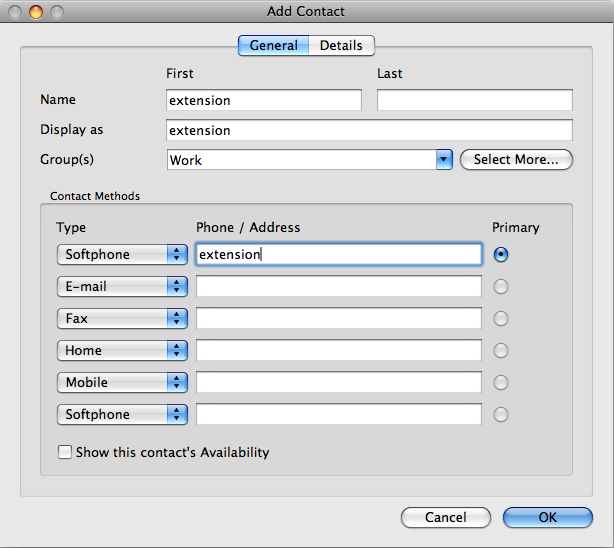 Add Contact
General Details
First Last
Name extension
Display as extension
Group(s) Work Select More...
Contact Methods
Type Phone / Address Primary
Softphone extension
E-mail
Fax
Home
Mobile
Softphone
Show this contact's Availability
Cancel OK